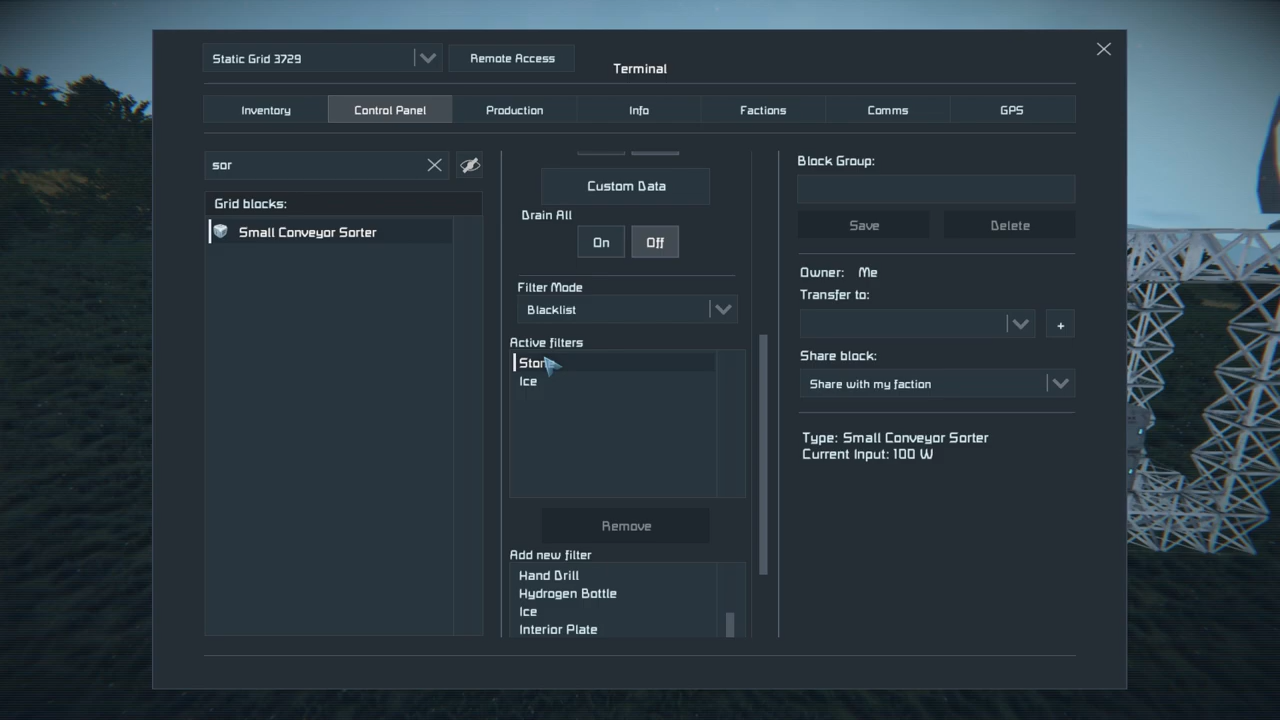 Static Grid 3729
Remote Access
Terminal
Inventory
Control Panel
Production
Info
Factions
Comms
GPS
sor
Grid blocks:
Small Conveyor Sorter
Custom Data
Drain All
On
Off
Filter Mode
Blacklist
Active filters
Stone
Ice
Remove
Add new filter
Hand Drill
Hydrogen Bottle
Ice
Interior Plate
Block Group:
Save
Delete
Owner: Me
Transfer to:
+
Share block:
Share with my faction
Type: Small Conveyor Sorter
Current Input: 100 W